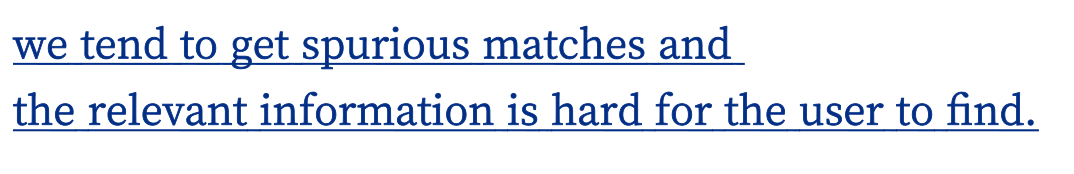 we tend to get spurious matches and
the relevant information is hard for the user to find.